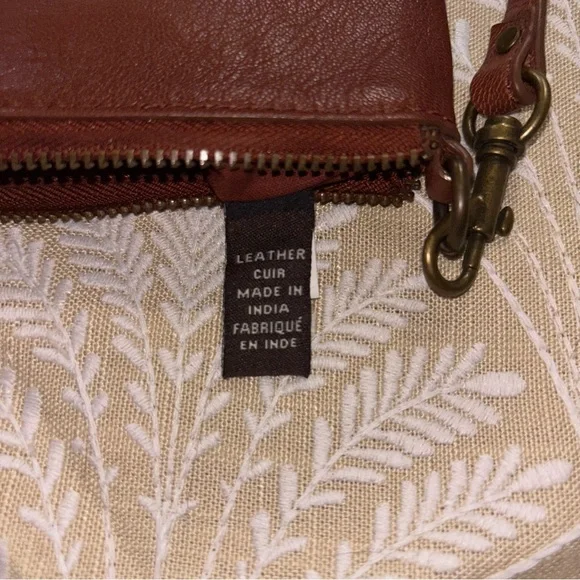 LEATHER
CUIR
MADE IN
INDIA
FABRIQUÉ
EN INDE